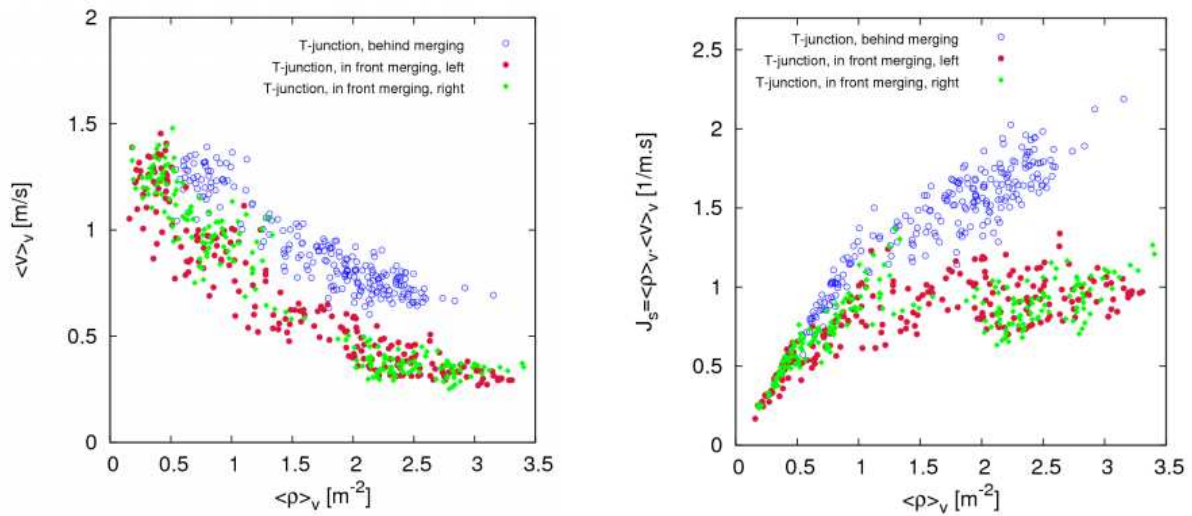 2
1.5
1
0.5
0
0 0.5 1 1.5 2 2.5 3 3.5
<v>ᵥ [m/s]
<ρ>ᵥ [m⁻²]
T-junction, behind merging
T-junction, in front merging, left
T-junction, in front merging, right
2.5
2
1.5
1
0.5
0
0 0.5 1 1.5 2 2.5 3 3.5
Jₛ=<ρ>ᵥ.<v>ᵥ [1/m.s]
<ρ>ᵥ [m⁻²]
T-junction, behind merging
T-junction, in front merging, left
T-junction, in front merging, right